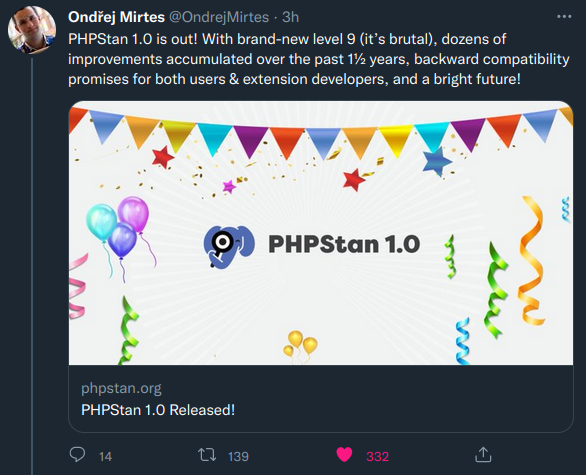 Ondřej Mirtes @OndrejMirtes · 3h
PHPStan 1.0 is out! With brand-new level 9 (it’s brutal), dozens of
improvements accumulated over the past 1½ years, backward compatibility
promises for both users & extension developers, and a bright future!
PHPStan 1.0
phpstan.org
PHPStan 1.0 Released!
14 139 332